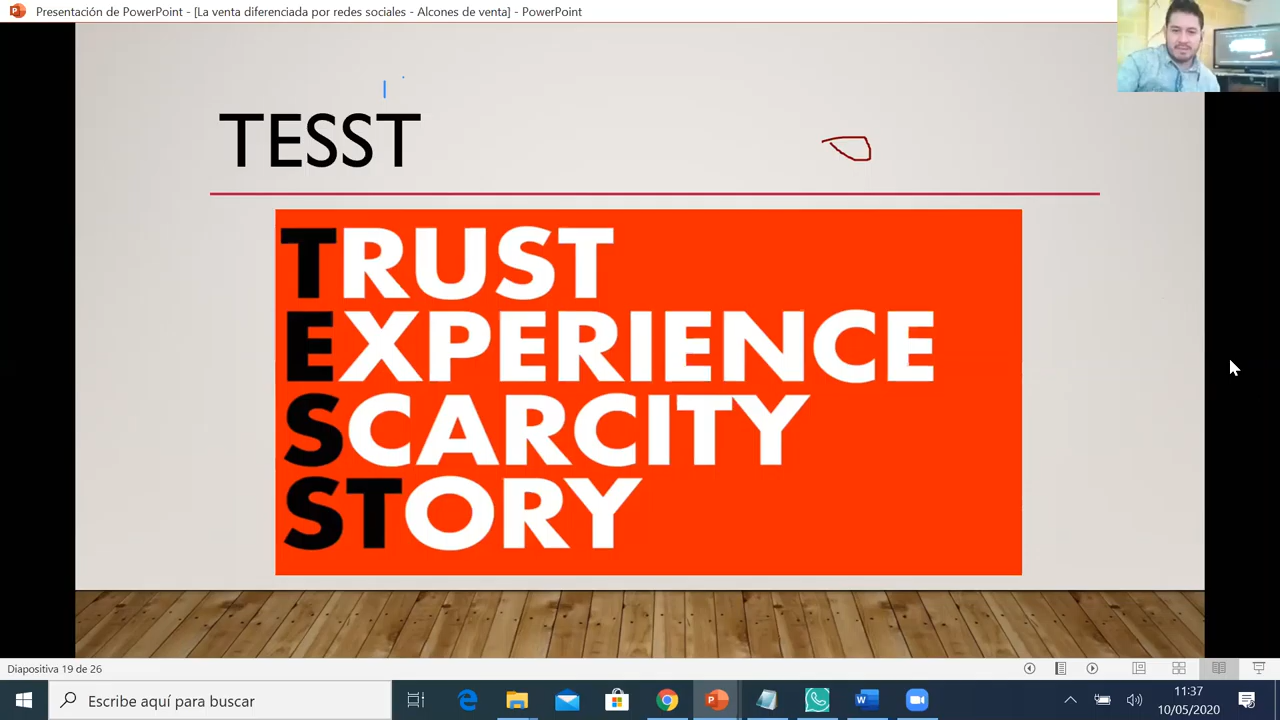 Presentación de PowerPoint - [La venta diferenciada por redes sociales - Alcones de venta] - PowerPoint
TESST
TRUST
EXPERIENCE
SCARCITY
STORY
Diapositiva 19 de 26
Escribe aquí para buscar
11:37
10/05/2020